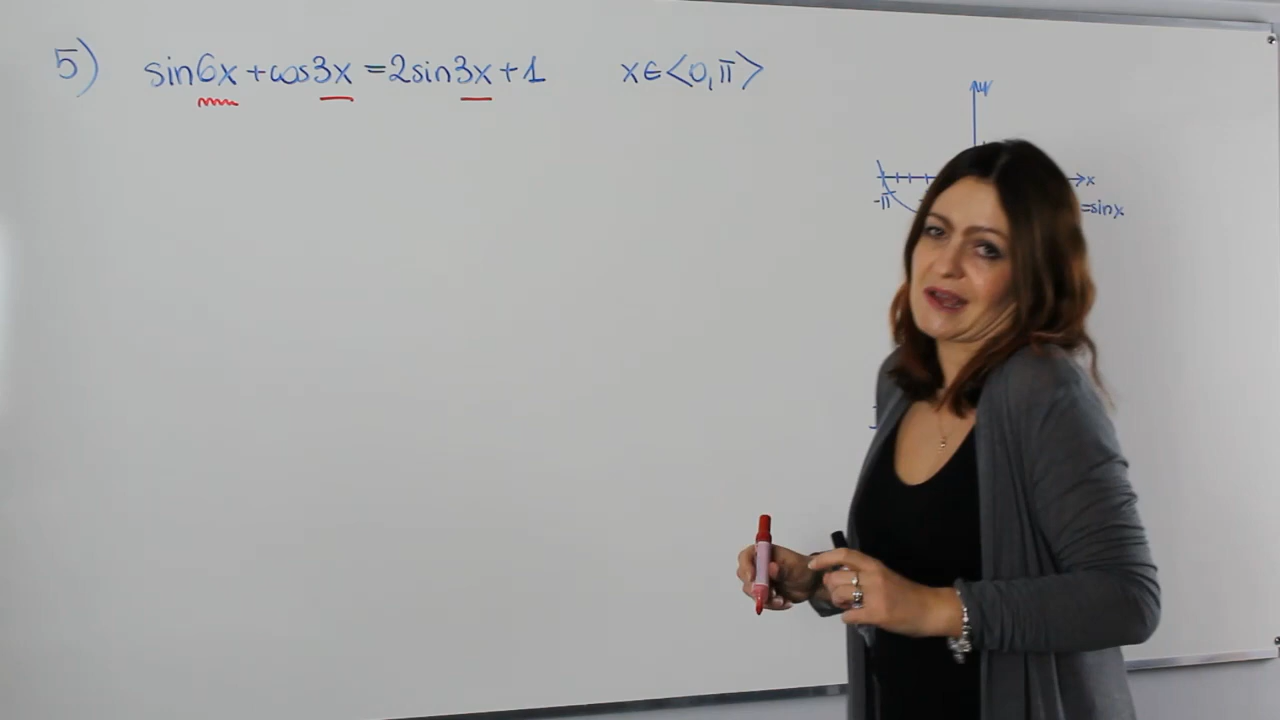 5) sin6x + cos3x = 2sin3x + 1 x∈⟨0,π⟩
x
-π
=sinx